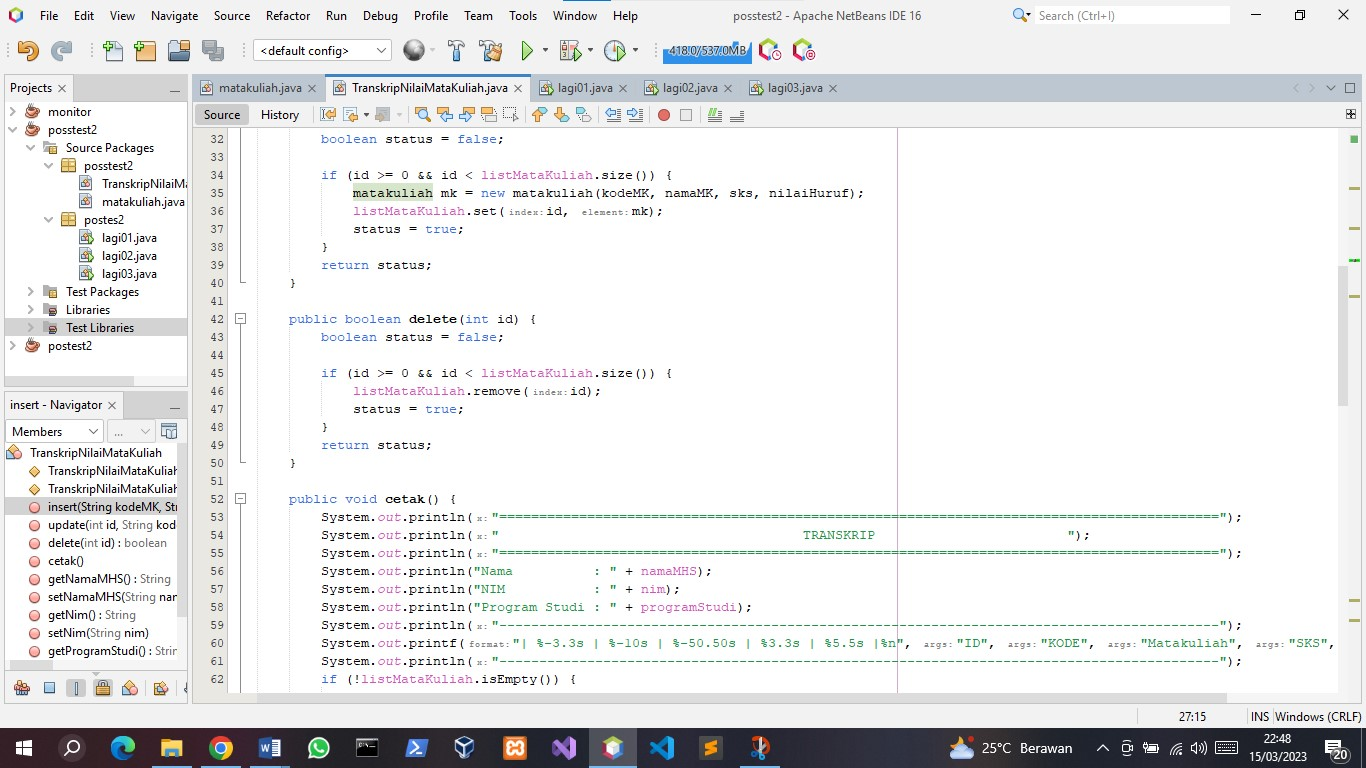 File Edit View Navigate Source Refactor Run Debug Profile Team Tools Window Help posstest2 - Apache NetBeans IDE 16 Search (Ctrl+I)
<default config> 418.0/537.0MB
Projects matakuliah.java TranskripNilaiMataKuliah.java lagi01.java lagi02.java lagi03.java
Source History
monitor
posstest2
Source Packages
posstest2
TranskripNilaiMa
matakuliah.java
postes2
lagi01.java
lagi02.java
lagi03.java
Test Packages
Libraries
Test Libraries
postest2
insert - Navigator
Members ...
TranskripNilaiMataKuliah
TranskripNilaiMataKuliah
TranskripNilaiMataKuliah
insert(String kodeMK, Str
update(int id, String kod
delete(int id) : boolean
cetak()
getNamaMHS() : String
setNamaMHS(String nam
getNim() : String
setNim(String nim)
getProgramStudi() : Strin
32 boolean status = false;
33
34 if (id >= 0 && id < listMataKuliah.size()) {
35 matakuliah mk = new matakuliah(kodeMK, namaMK, sks, nilaiHuruf);
36 listMataKuliah.set(index: id, element: mk);
37 status = true;
38 }
39 return status;
40 }
41
42 public boolean delete(int id) {
43 boolean status = false;
44
45 if (id >= 0 && id < listMataKuliah.size()) {
46 listMataKuliah.remove(index: id);
47 status = true;
48 }
49 return status;
50 }
51
52 public void cetak() {
53 System.out.println(x: "==========================================================================================");
54 System.out.println(x: "                                      TRANSKRIP                        ");
55 System.out.println(x: "==========================================================================================");
56 System.out.println("Nama          : " + namaMHS);
57 System.out.println("NIM           : " + nim);
58 System.out.println("Program Studi : " + programStudi);
59 System.out.println(x: "------------------------------------------------------------------------------------------");
60 System.out.printf(format: "| %-3.3s | %-10s | %-50.50s | %3.3s | %5.5s |%n", args: "ID", args: "KODE", args: "Matakuliah", args: "SKS",
61 System.out.println(x: "------------------------------------------------------------------------------------------");
62 if (!listMataKuliah.isEmpty()) {
27:15 INS Windows (CRLF)
25°C Berawan 22:48
15/03/2023 20